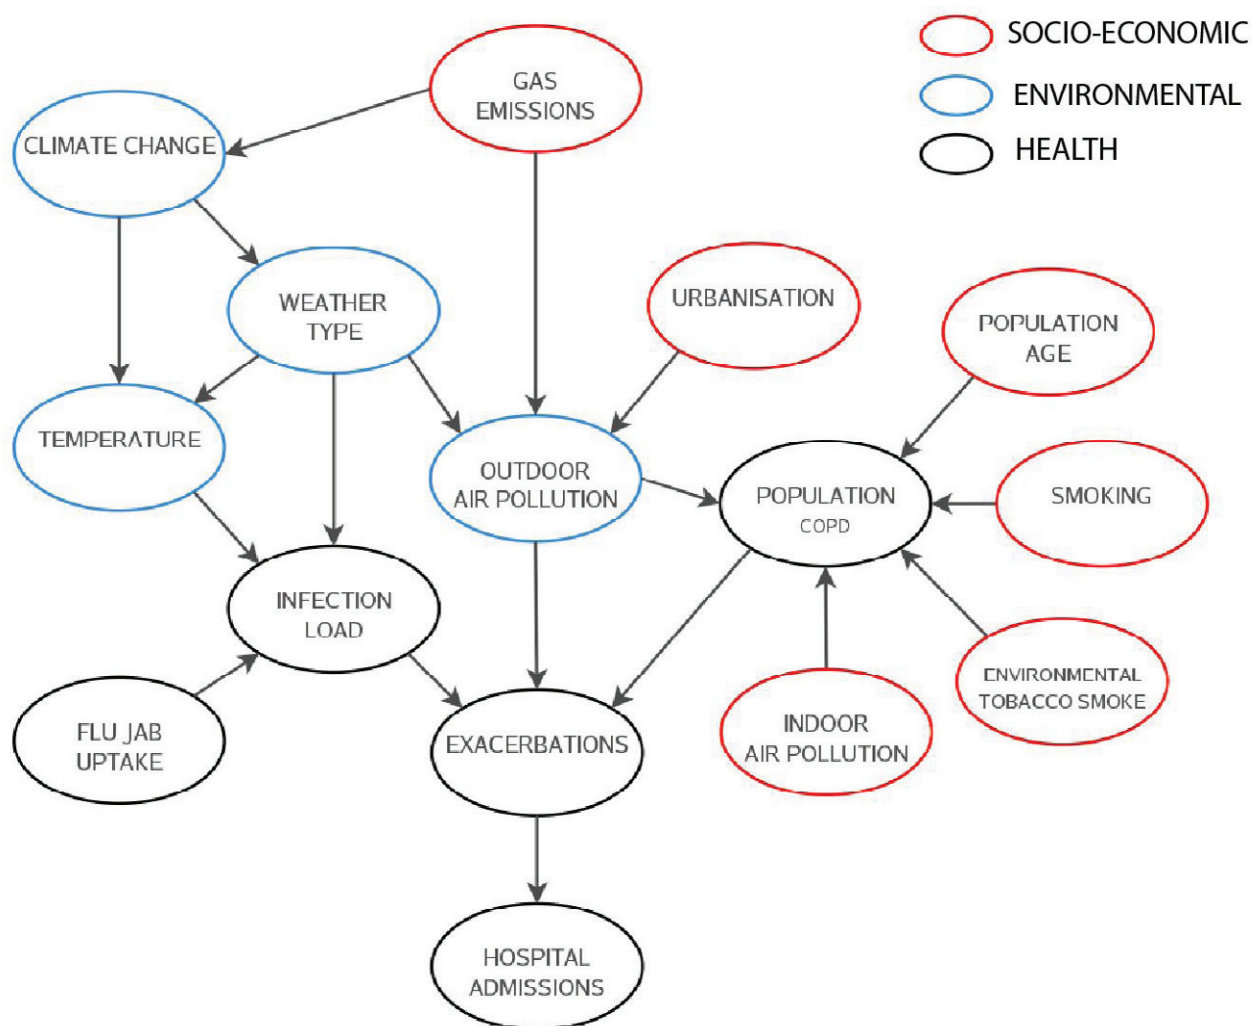 SOCIO-ECONOMIC
GAS
EMISSIONS
ENVIRONMENTAL
CLIMATE CHANGE
HEALTH
WEATHER
TYPE
URBANISATION
POPULATION
AGE
TEMPERATURE
OUTDOOR
AIR POLLUTION
POPULATION
COPD
SMOKING
INFECTION
LOAD
ENVIRONMENTAL
TOBACCO SMOKE
FLU JAB
UPTAKE
EXACERBATIONS
INDOOR
AIR POLLUTION
HOSPITAL
ADMISSIONS